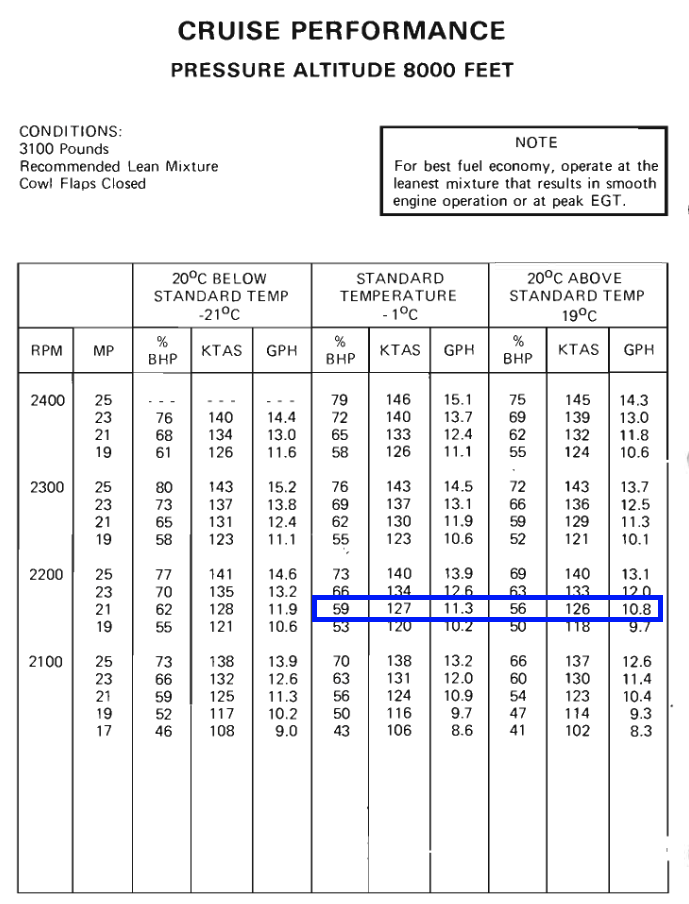 CRUISE PERFORMANCE
PRESSURE ALTITUDE 8000 FEET
CONDITIONS:
3100 Pounds
Recommended Lean Mixture
Cowl Flaps Closed
NOTE
For best fuel economy, operate at the
leanest mixture that results in smooth
engine operation or at peak EGT.
20°C BELOW STANDARD TEMP -21°C STANDARD TEMPERATURE - 1°C 20°C ABOVE STANDARD TEMP 19°C
RPM MP % BHP KTAS GPH % BHP KTAS GPH % BHP KTAS GPH
2400 25 - - - - - - - - - 79 146 15.1 75 145 14.3
23 76 140 14.4 72 140 13.7 69 139 13.0
21 68 134 13.0 65 133 12.4 62 132 11.8
19 61 126 11.6 58 126 11.1 55 124 10.6
2300 25 80 143 15.2 76 143 14.5 72 143 13.7
23 73 137 13.8 69 137 13.1 66 136 12.5
21 65 131 12.4 62 130 11.9 59 129 11.3
19 58 123 11.1 55 123 10.6 52 121 10.1
2200 25 77 141 14.6 73 140 13.9 69 140 13.1
23 70 135 13.2 66 134 12.6 63 133 12.0
21 62 128 11.9 59 127 11.3 56 126 10.8
19 55 121 10.6 53 120 10.2 50 118 9.7
2100 25 73 138 13.9 70 138 13.2 66 137 12.6
23 66 132 12.6 63 131 12.0 60 130 11.4
21 59 125 11.3 56 124 10.9 54 123 10.4
19 52 117 10.2 50 116 9.7 47 114 9.3
17 46 108 9.0 43 106 8.6 41 102 8.3